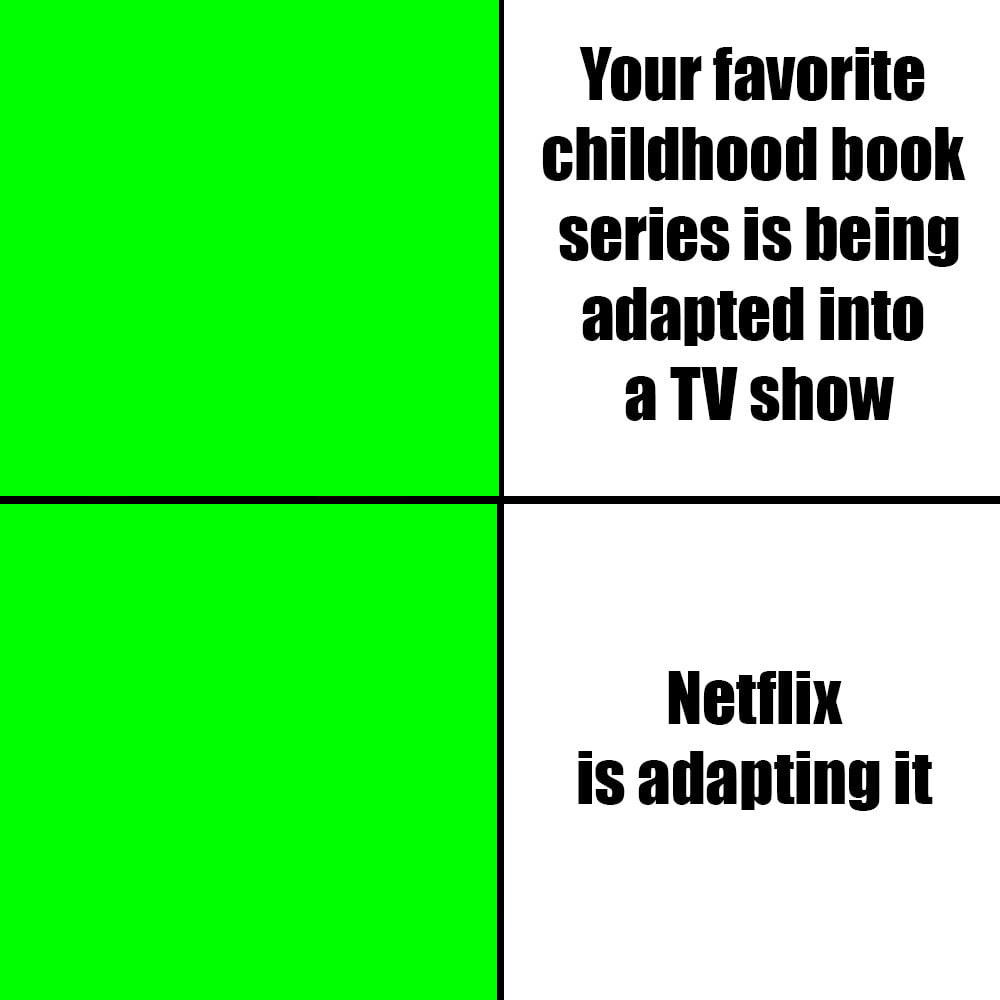 Your favorite
childhood book
series is being
adapted into
a TV show
Netflix
is adapting it